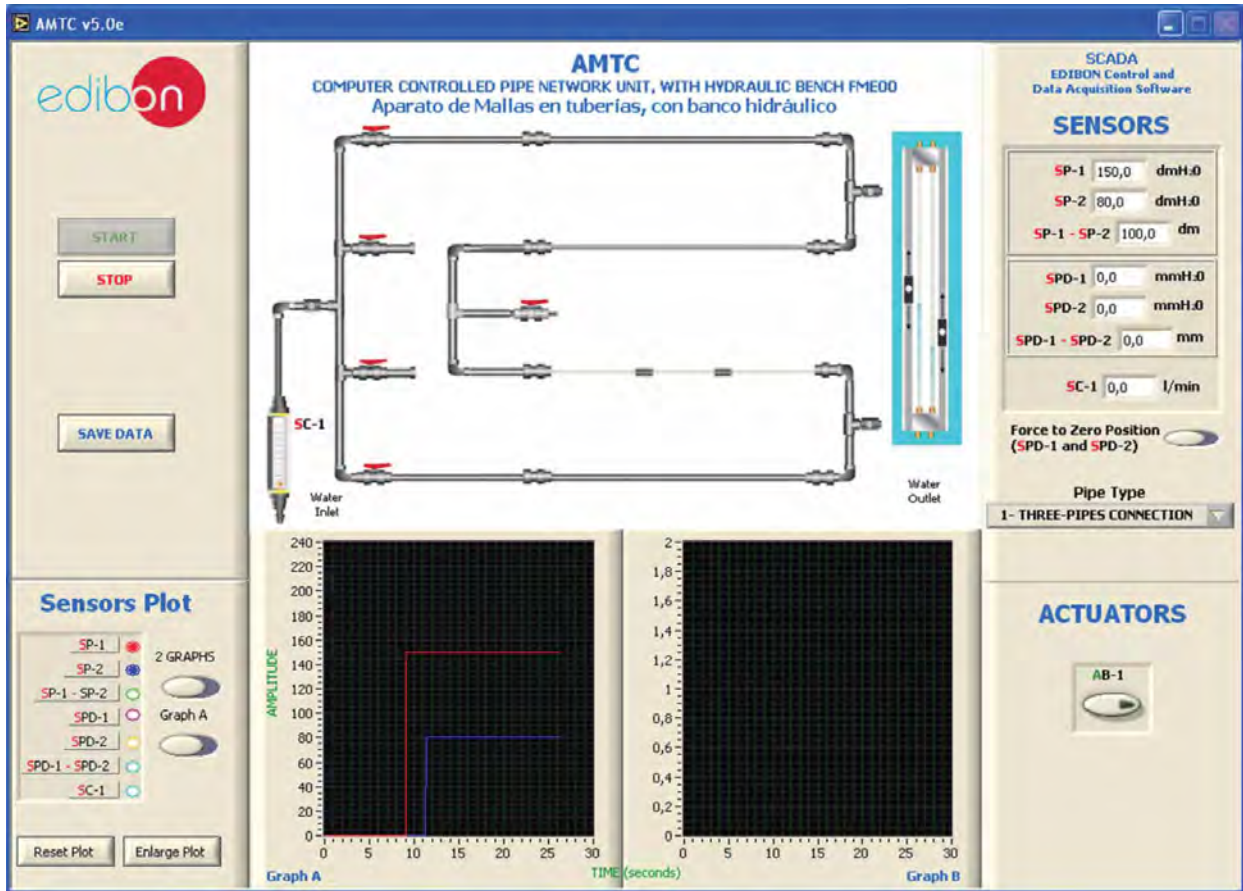 AMTC v5.0e
edibon
START
STOP
SAVE DATA
AMTC
COMPUTER CONTROLLED PIPE NETWORK UNIT, WITH HYDRAULIC BENCH FME00
Aparato de Mallas en tuberías, con banco hidráulico
SC-1
Water
Inlet
Water
Outlet
SCADA
EDIBON Control and
Data Acquisition Software
SENSORS
SP-1 150,0 dmH₂0
SP-2 80,0 dmH₂0
SP-1 - SP-2 100,0 dm
SPD-1 0,0 mmH₂0
SPD-2 0,0 mmH₂0
SPD-1 - SPD-2 0,0 mm
SC-1 0,0 l/min
Force to Zero Position
(SPD-1 and SPD-2)
Pipe Type
1- THREE-PIPES CONNECTION
Sensors Plot
SP-1
SP-2
SP-1 - SP-2
SPD-1
SPD-2
SPD-1 - SPD-2
SC-1
2 GRAPHS
Graph A
Reset Plot
Enlarge Plot
AMPLITUDE
240
220
200
180
160
140
120
100
80
60
40
20
0
0 5 10 15 20 25 30
Graph A
TIME (seconds)
2
1,8
1,6
1,4
1,2
1
0,8
0,6
0,4
0,2
0
0 5 10 15 20 25 30
Graph B
ACTUATORS
AB-1